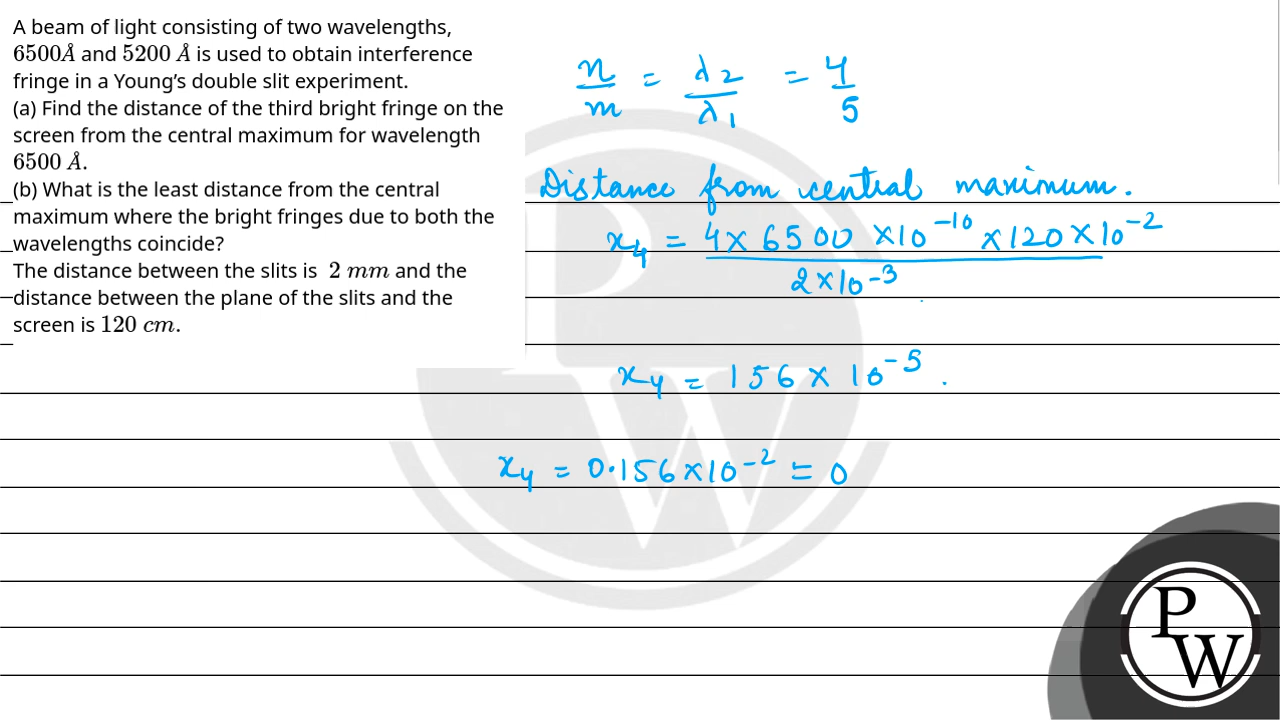 A beam of light consisting of two wavelengths,
6500Å and 5200 Å is used to obtain interference
fringe in a Young’s double slit experiment.
(a) Find the distance of the third bright fringe on the
screen from the central maximum for wavelength
6500 Å.
(b) What is the least distance from the central
maximum where the bright fringes due to both the
wavelengths coincide?
The distance between the slits is 2 mm and the
distance between the plane of the slits and the
screen is 120 cm.
n/m = λ2/λ1 = 4/5
Distance from central maximum.
x4 = 4×6500×10^-10×120×10^-2
2×10^-3
x4 = 156×10^-5.
x4 = 0.156×10^-2 = 0
P
W
PW